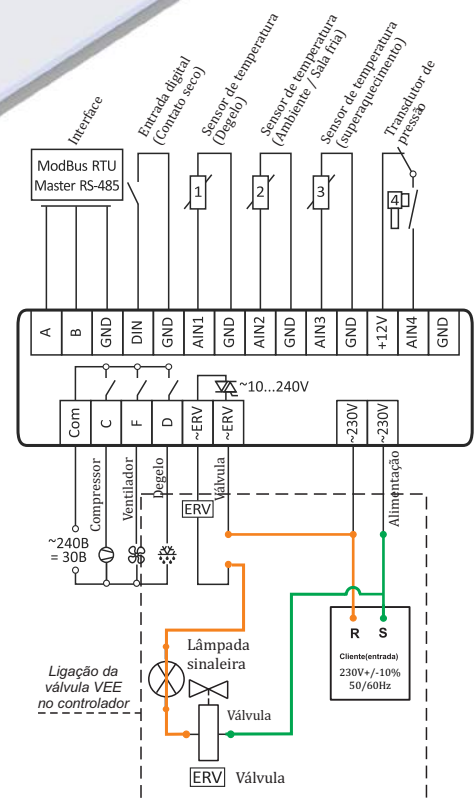 Interface
Entrada digital
(Contato seco)
Sensor de temperatura
(Degelo)
Sensor de temperatura
(Ambiente / Sala fria)
Sensor de temperatura
(superaquecimento)
Transdutor de
pressão
ModBus RTU
Master RS-485
1
2
3
4
A
B
GND
DIN
GND
AIN1
GND
AIN2
GND
AIN3
GND
+12V
AIN4
GND
~10...240V
Com
C
F
D
~ERV
~ERV
~230V
~230V
Compressor
Ventilador
Degelo
Válvula
Alimentação
~240B
= 30B
ERV
R S
Cliente(entrada)
230V+/-10%
50/60Hz
Lâmpada
sinaleira
Ligação da
válvula VEE
no controlador
Válvula
ERV Válvula